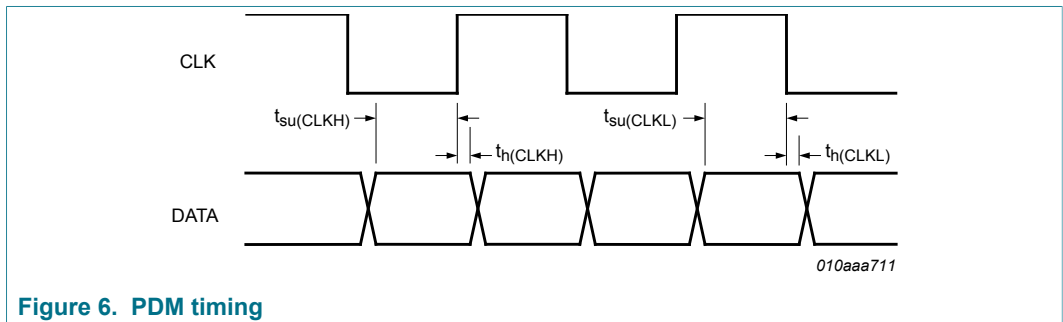 CLK
tsu(CLKH)
tsu(CLKL)
th(CLKH)
th(CLKL)
DATA
010aaa711
Figure 6. PDM timing